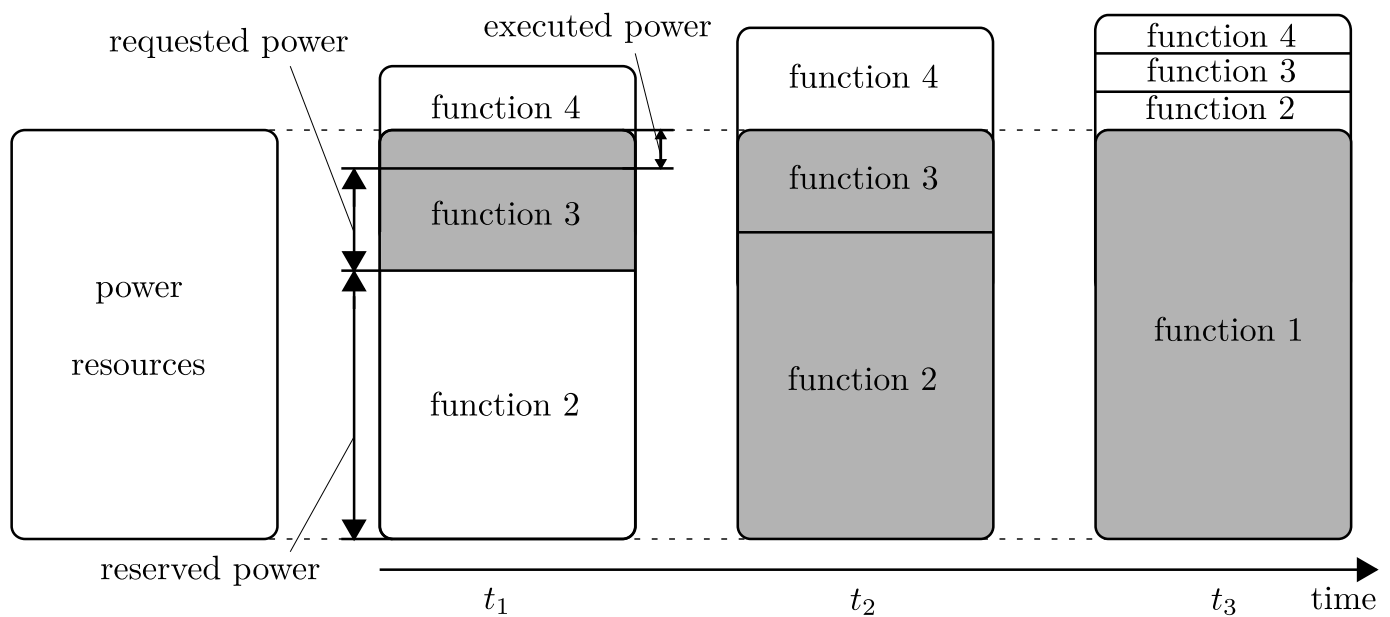 requested power
executed power
power
resources
reserved power
function 4
function 3
function 2
function 4
function 3
function 2
function 4
function 3
function 2
function 1
t1
t2
t3
time